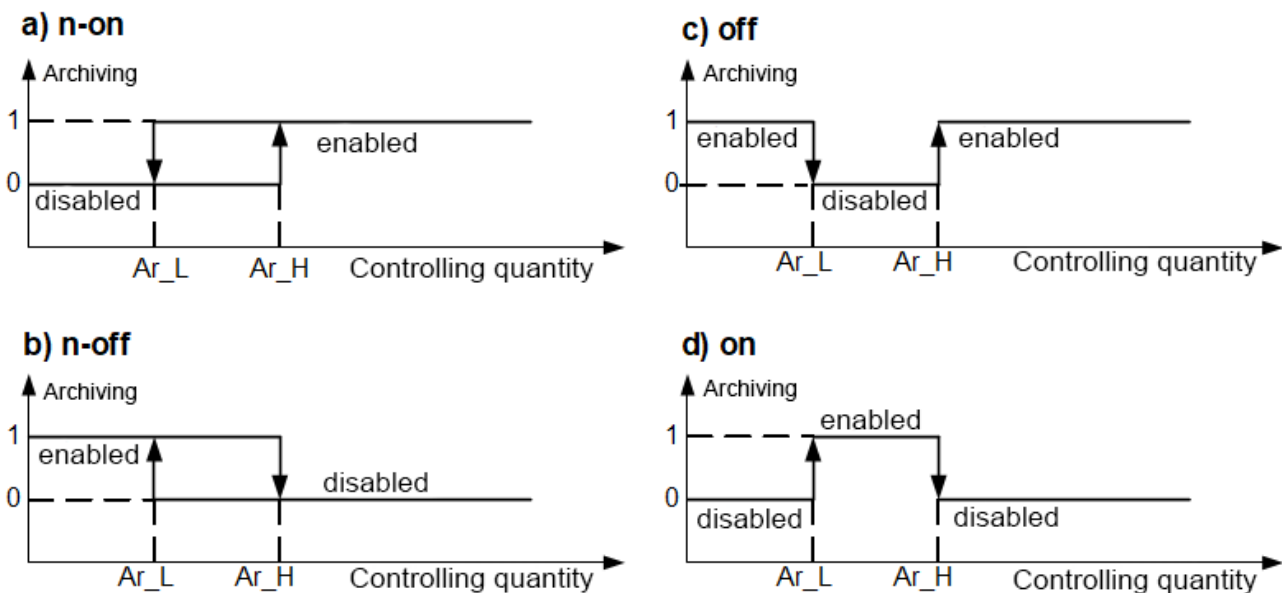 a) n-on
Archiving
1
enabled
0
disabled
Ar_L
Ar_H
Controlling quantity
c) off
Archiving
1
enabled
enabled
0
disabled
Ar_L
Ar_H
Controlling quantity
b) n-off
Archiving
1
enabled
disabled
0
Ar_L
Ar_H
Controlling quantity
d) on
Archiving
enabled
1
0
disabled
disabled
Ar_L
Ar_H
Controlling quantity